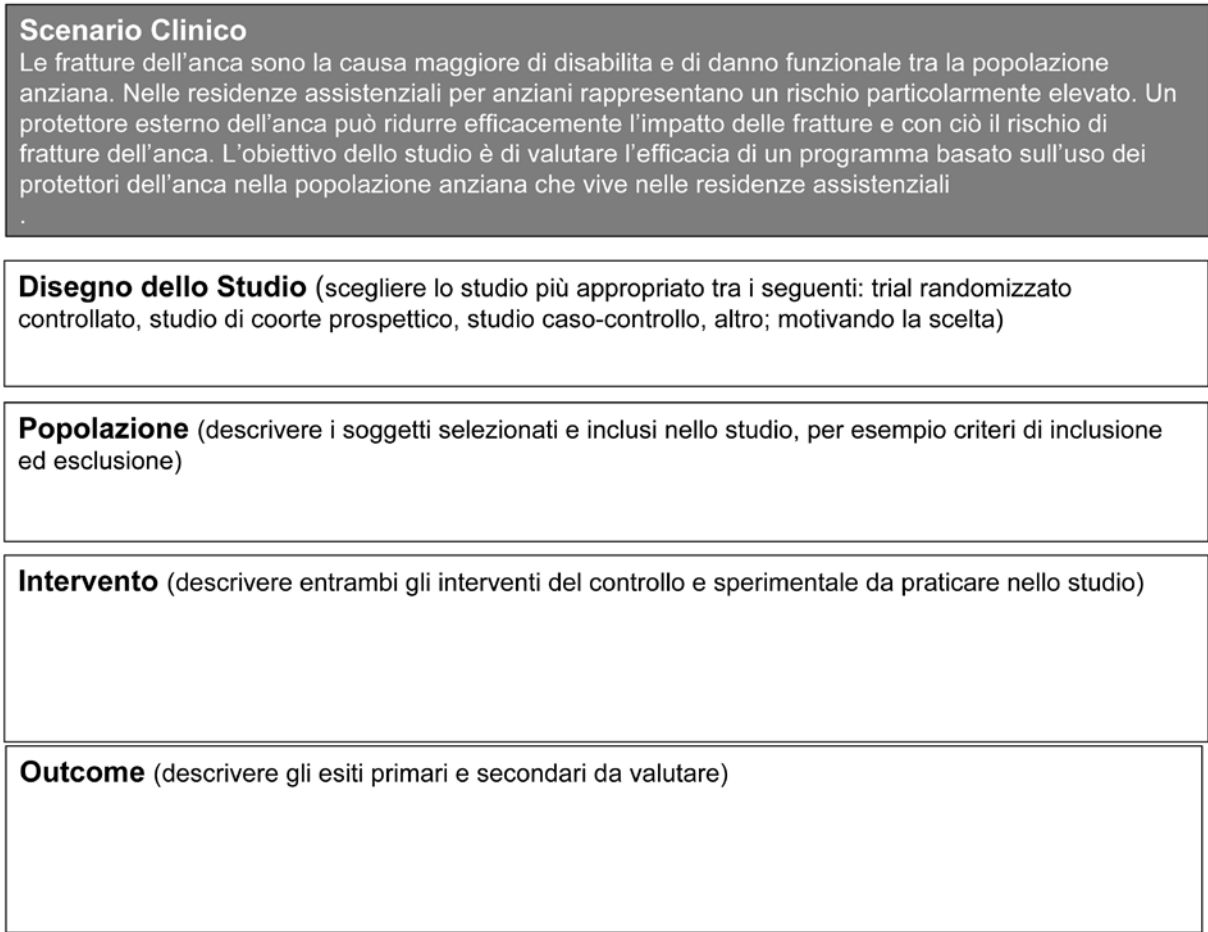 Scenario Clinico
Le fratture dell'anca sono la causa maggiore di disabilita e di danno funzionale tra la popolazione
anziana. Nelle residenze assistenziali per anziani rappresentano un rischio particolarmente elevato. Un
protettore esterno dell'anca può ridurre efficacemente l'impatto delle fratture e con ciò il rischio di
fratture dell'anca. L'obiettivo dello studio è di valutare l'efficacia di un programma basato sull'uso dei
protettori dell'anca nella popolazione anziana che vive nelle residenze assistenziali
.
Disegno dello Studio (scegliere lo studio più appropriato tra i seguenti: trial randomizzato
controllato, studio di coorte prospettico, studio caso-controllo, altro; motivando la scelta)
Popolazione (descrivere i soggetti selezionati e inclusi nello studio, per esempio criteri di inclusione
ed esclusione)
Intervento (descrivere entrambi gli interventi del controllo e sperimentale da praticare nello studio)
Outcome (descrivere gli esiti primari e secondari da valutare)